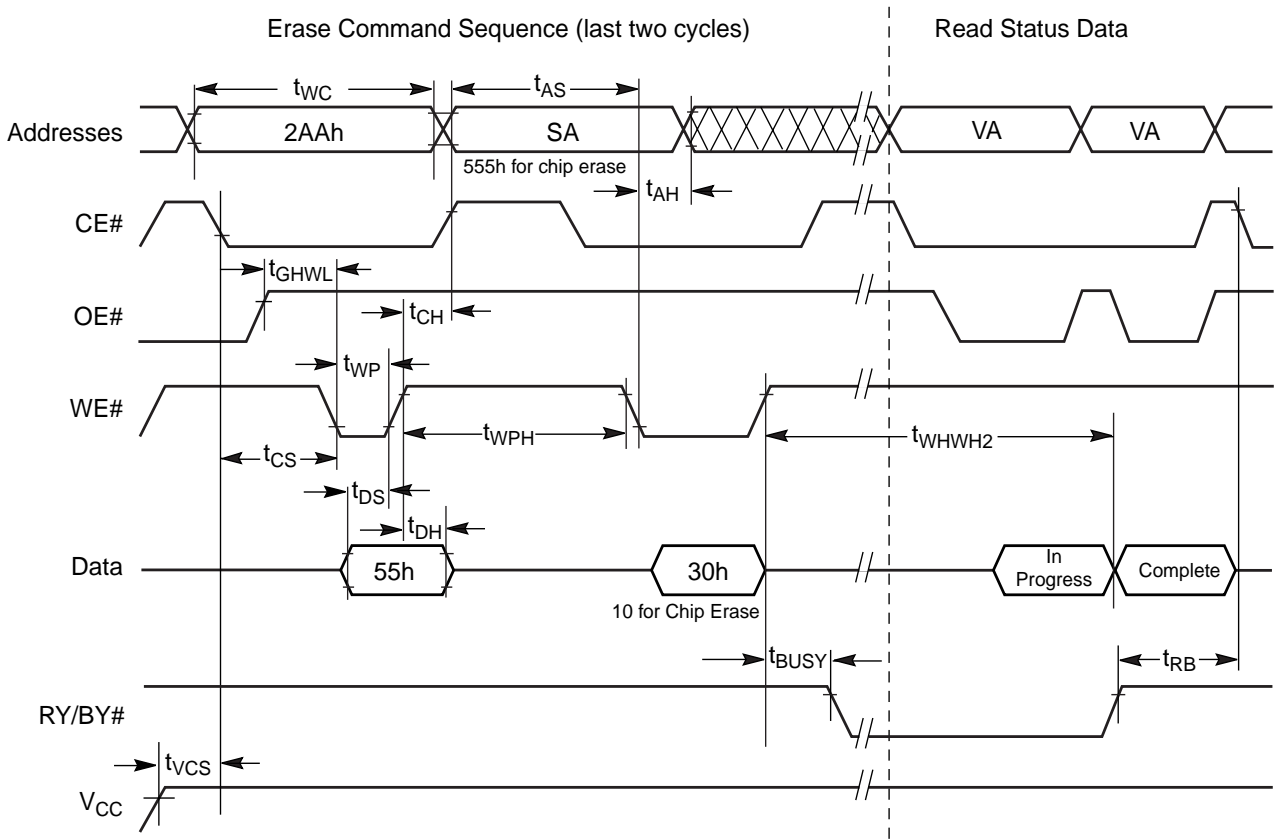 Erase Command Sequence (last two cycles)
Read Status Data
tWC
tAS
Addresses
2AAh
SA
VA
VA
555h for chip erase
tAH
CE#
tGHWL
OE#
tCH
tWP
WE#
tWPH
tWHWH2
tCS
tDS
tDH
Data
55h
30h
In
Progress
Complete
10 for Chip Erase
tBUSY
tRB
RY/BY#
tVCS
VCC